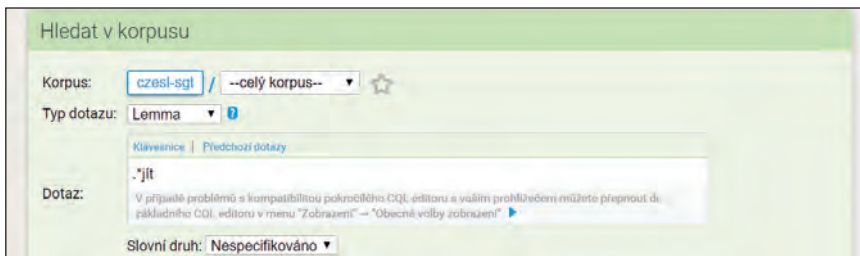 Hledat v korpusu
Korpus: czesl-sgt / --celý korpus--
Typ dotazu: Lemma ?
Klávesnice | Předchozí dotazy
.*jít
Dotaz:
V případě problémů s kompatibilitou pokročilého CQL editoru s vaším prohlížečem můžete přepnout do
základního CQL editoru v menu "Zobrazení" → "Obecné volby zobrazení"
Slovní druh: Nespecifikováno